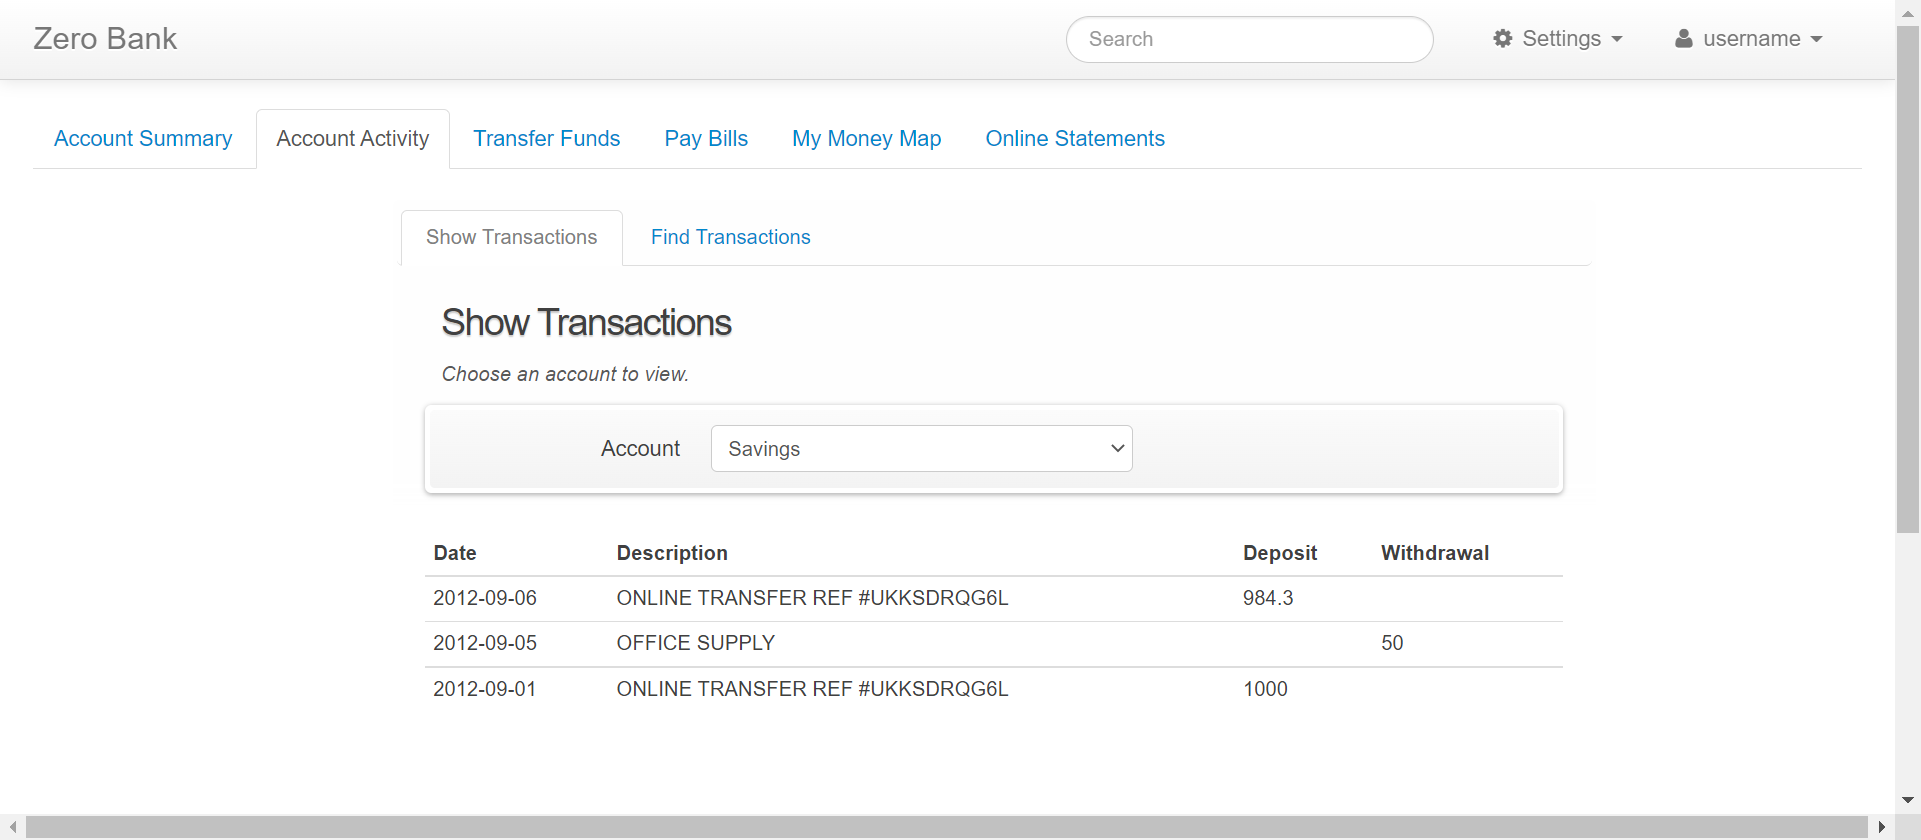 Zero Bank
Search
Settings
username
Account Summary
Account Activity
Transfer Funds
Pay Bills
My Money Map
Online Statements
Show Transactions
Find Transactions
Show Transactions
Choose an account to view.
Account
Savings
Date Description Deposit Withdrawal
2012-09-06 ONLINE TRANSFER REF #UKKSDRQG6L 984.3
2012-09-05 OFFICE SUPPLY 50
2012-09-01 ONLINE TRANSFER REF #UKKSDRQG6L 1000